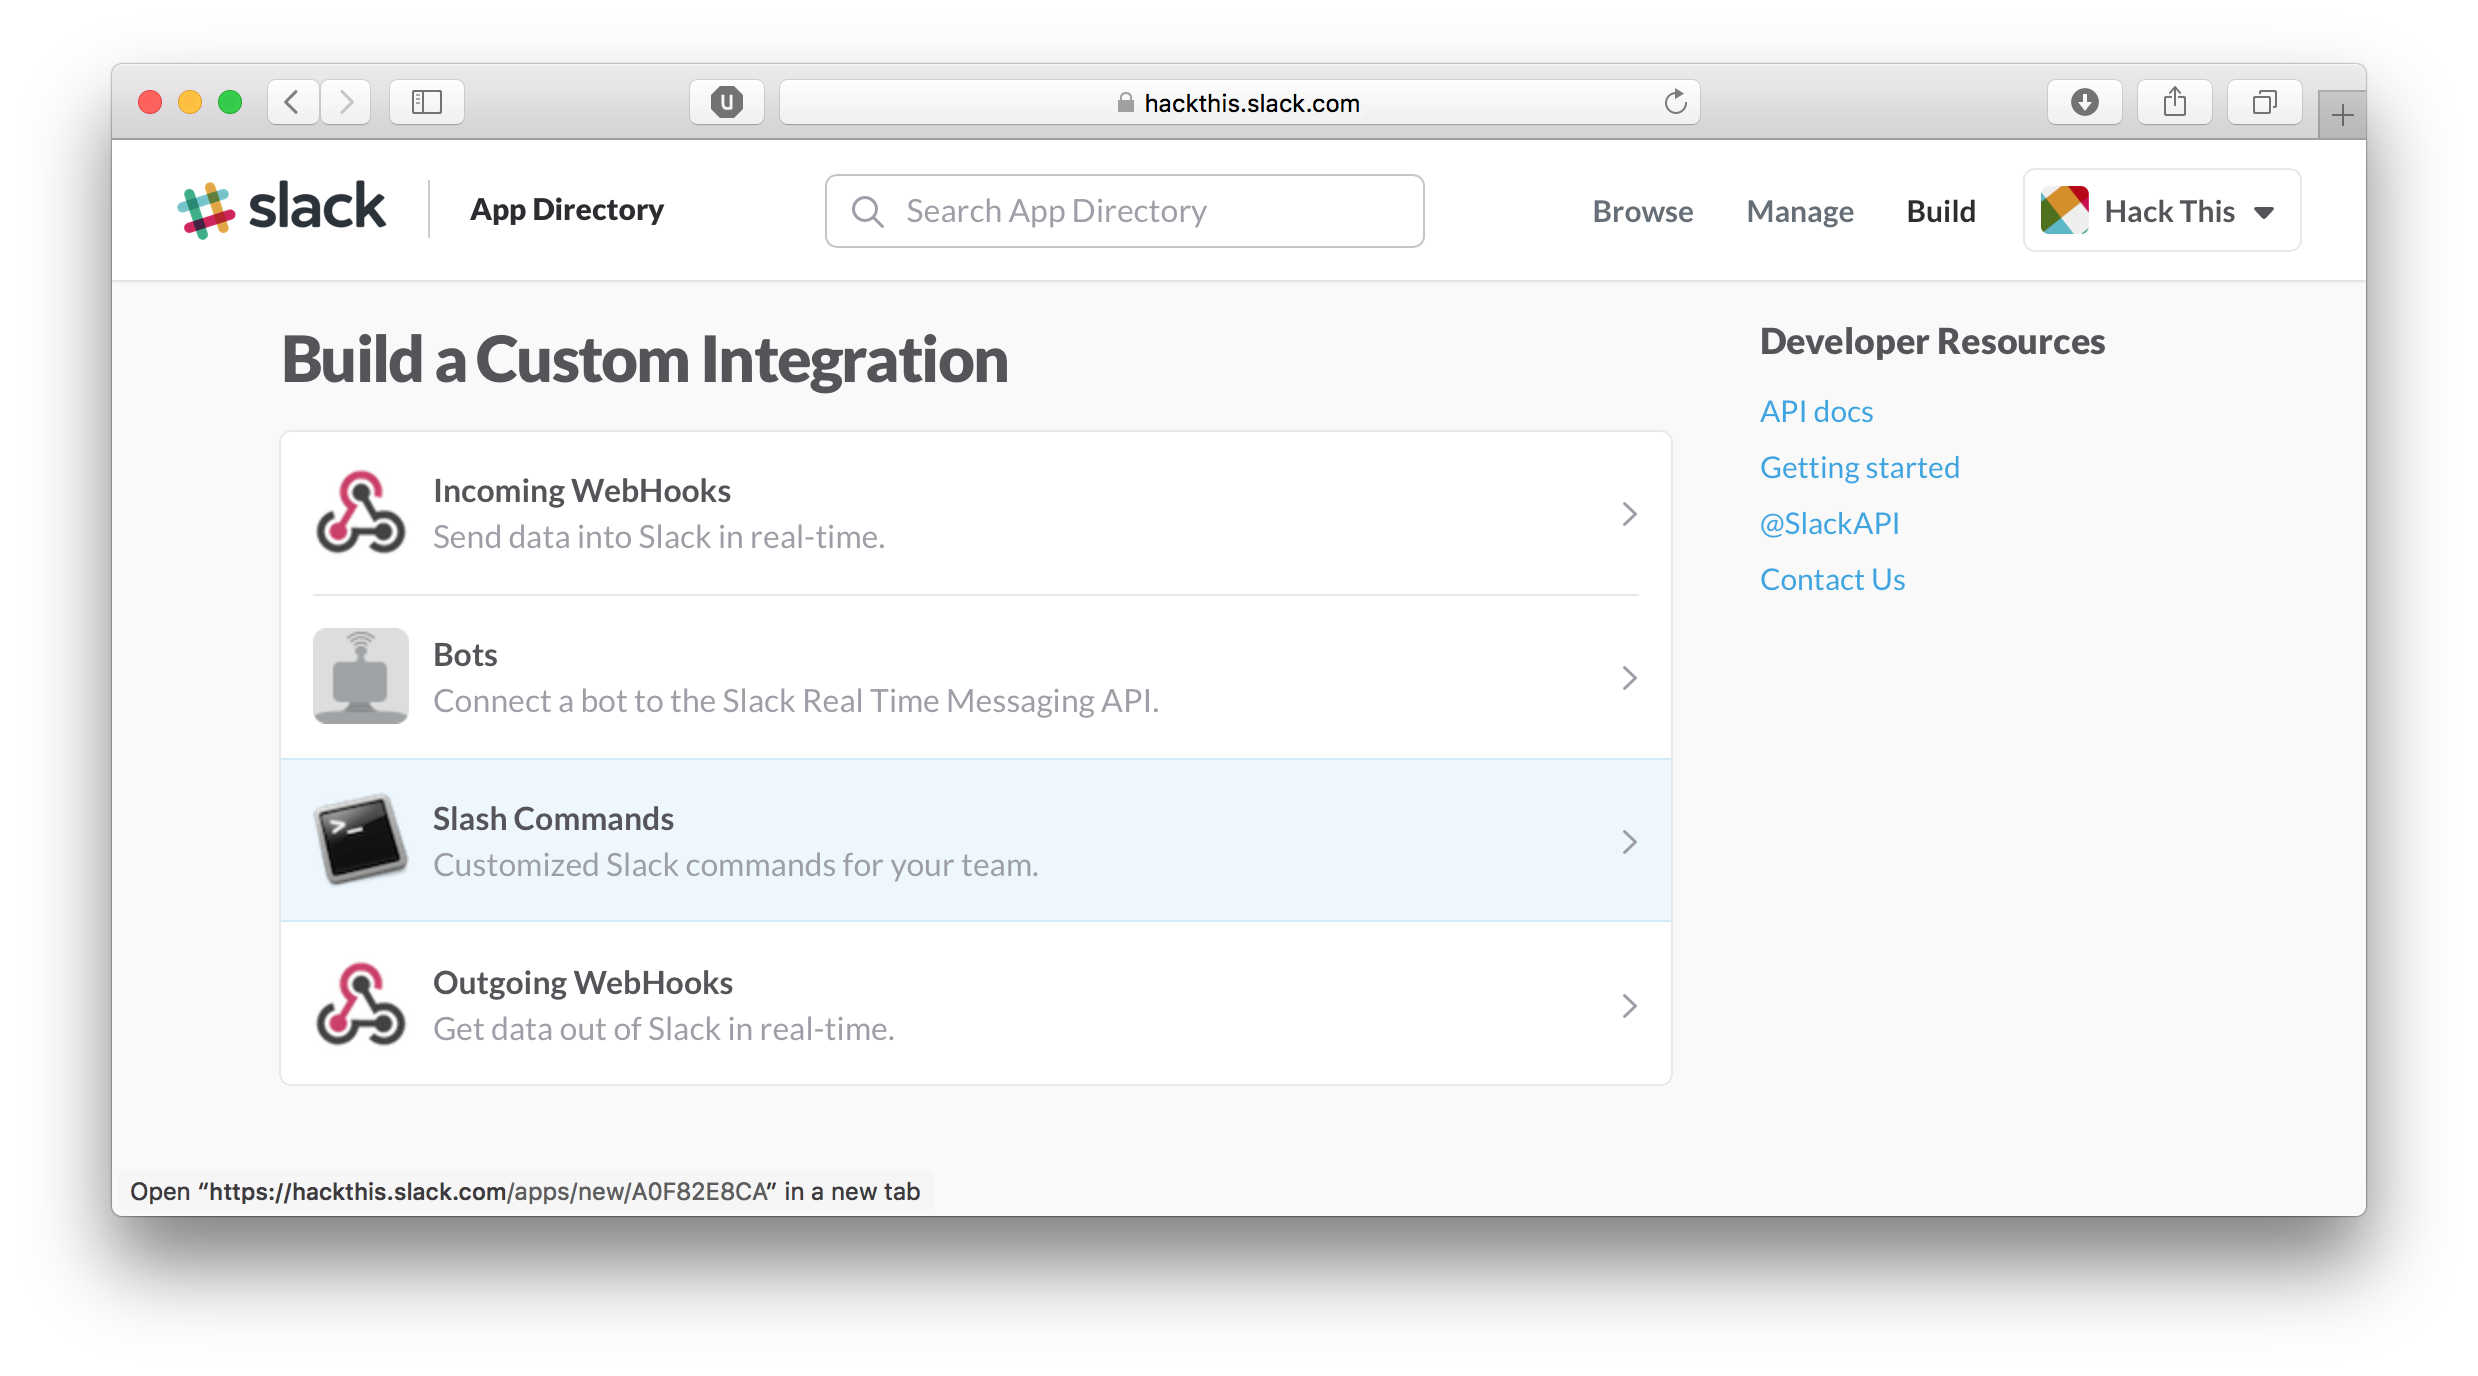 hackthis.slack.com
slack
App Directory
Search App Directory
Browse
Manage
Build
Hack This
Build a Custom Integration
Incoming WebHooks
Send data into Slack in real-time.
Bots
Connect a bot to the Slack Real Time Messaging API.
Slash Commands
Customized Slack commands for your team.
Outgoing WebHooks
Get data out of Slack in real-time.
Developer Resources
API docs
Getting started
@SlackAPI
Contact Us
Open “https://hackthis.slack.com/apps/new/A0F82E8CA” in a new tab